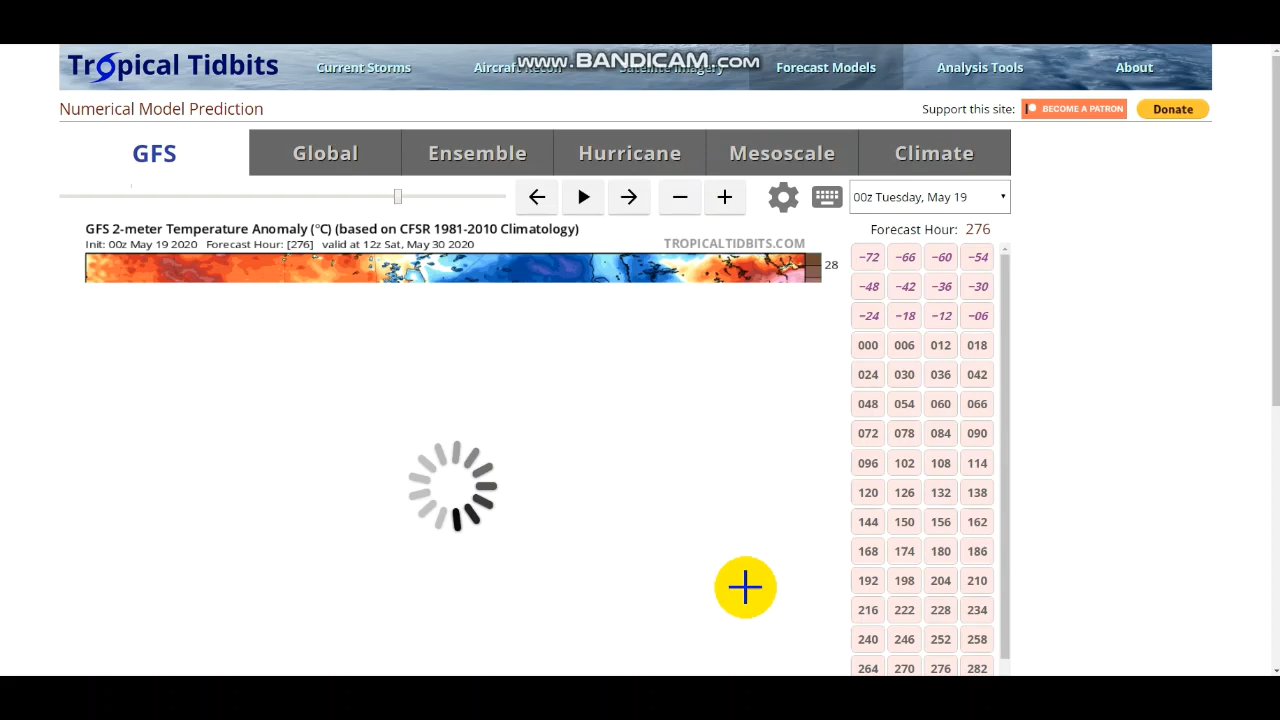 Tropical Tidbits
Current Storms
Aircraft Recon
Satellite Imagery
Forecast Models
Analysis Tools
About
www.BANDICAM.com
Numerical Model Prediction
Support this site:
BECOME A PATRON
Donate
GFS
Global
Ensemble
Hurricane
Mesoscale
Climate
00z Tuesday, May 19
GFS 2-meter Temperature Anomaly (°C) (based on CFSR 1981-2010 Climatology)
Init: 00z May 19 2020 Forecast Hour: [276] valid at 12z Sat, May 30 2020
TROPICALTIDBITS.COM
28
Forecast Hour: 276
−72 −66 −60 −54
−48 −42 −36 −30
−24 −18 −12 −06
000 006 012 018
024 030 036 042
048 054 060 066
072 078 084 090
096 102 108 114
120 126 132 138
144 150 156 162
168 174 180 186
192 198 204 210
216 222 228 234
240 246 252 258
264 270 276 282